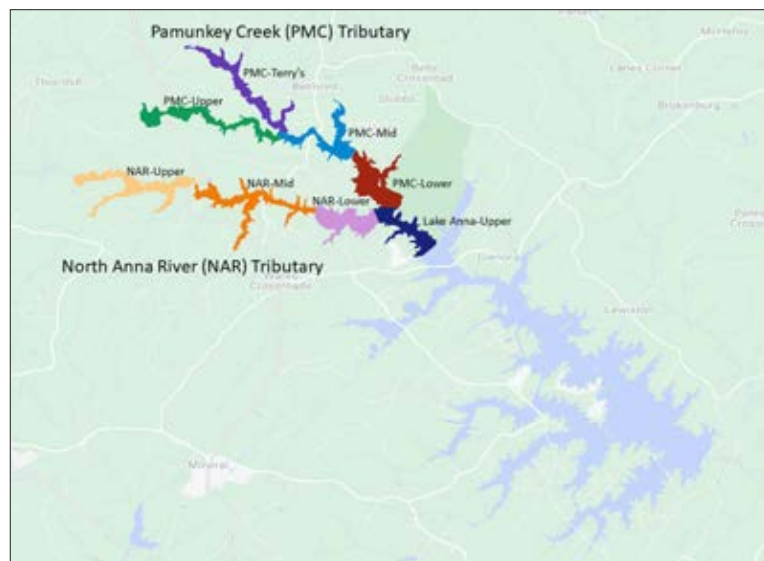 Pamunkey Creek (PMC) Tributary
PMC-Terry's
PMC-Upper
PMC-Mid
NAR-Upper
NAR-Mid
PMC-Lower
NAR-Lower
Lake Anna-Upper
North Anna River (NAR) Tributary
Lewiston
Mineral